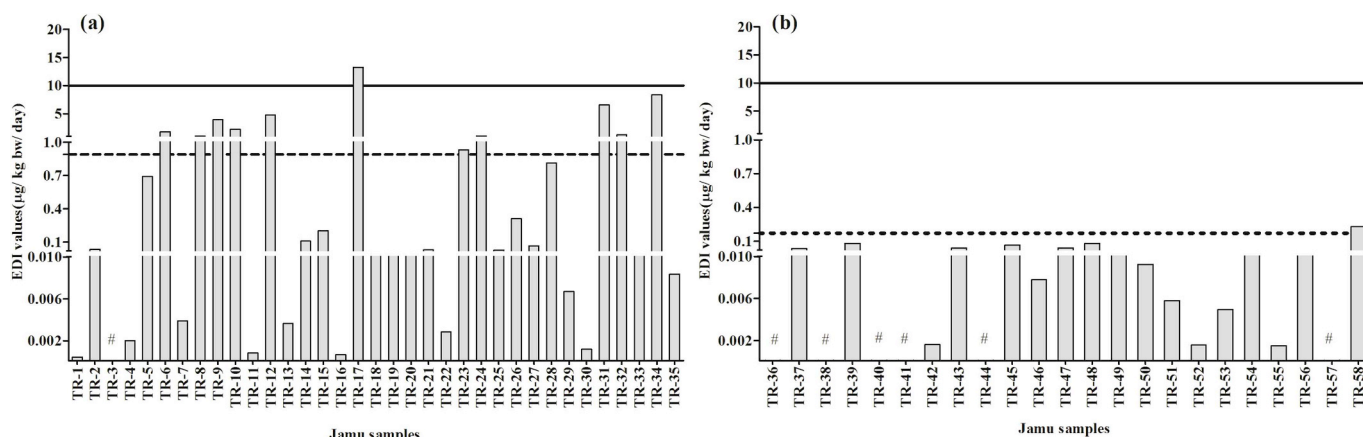 (a)
20
15
10
5
1.0
0.7
0.4
0.1
0.010
0.006
0.002
EDI values(µg/ kg bw/ day)
#
TR-1
TR-2
TR-3
TR-4
TR-5
TR-6
TR-7
TR-8
TR-9
TR-10
TR-11
TR-12
TR-13
TR-14
TR-15
TR-16
TR-17
TR-18
TR-19
TR-20
TR-21
TR-22
TR-23
TR-24
TR-25
TR-26
TR-27
TR-28
TR-29
TR-30
TR-31
TR-32
TR-33
TR-34
TR-35
Jamu samples
(b)
20
15
10
5
1.0
0.7
0.4
0.1
0.010
0.006
0.002
EDI values(µg/ kg bw/ day)
# # # # # #
TR-36
TR-37
TR-38
TR-39
TR-40
TR-41
TR-42
TR-43
TR-44
TR-45
TR-46
TR-47
TR-48
TR-49
TR-50
TR-51
TR-52
TR-53
TR-54
TR-55
TR-56
TR-57
TR-58
Jamu samples